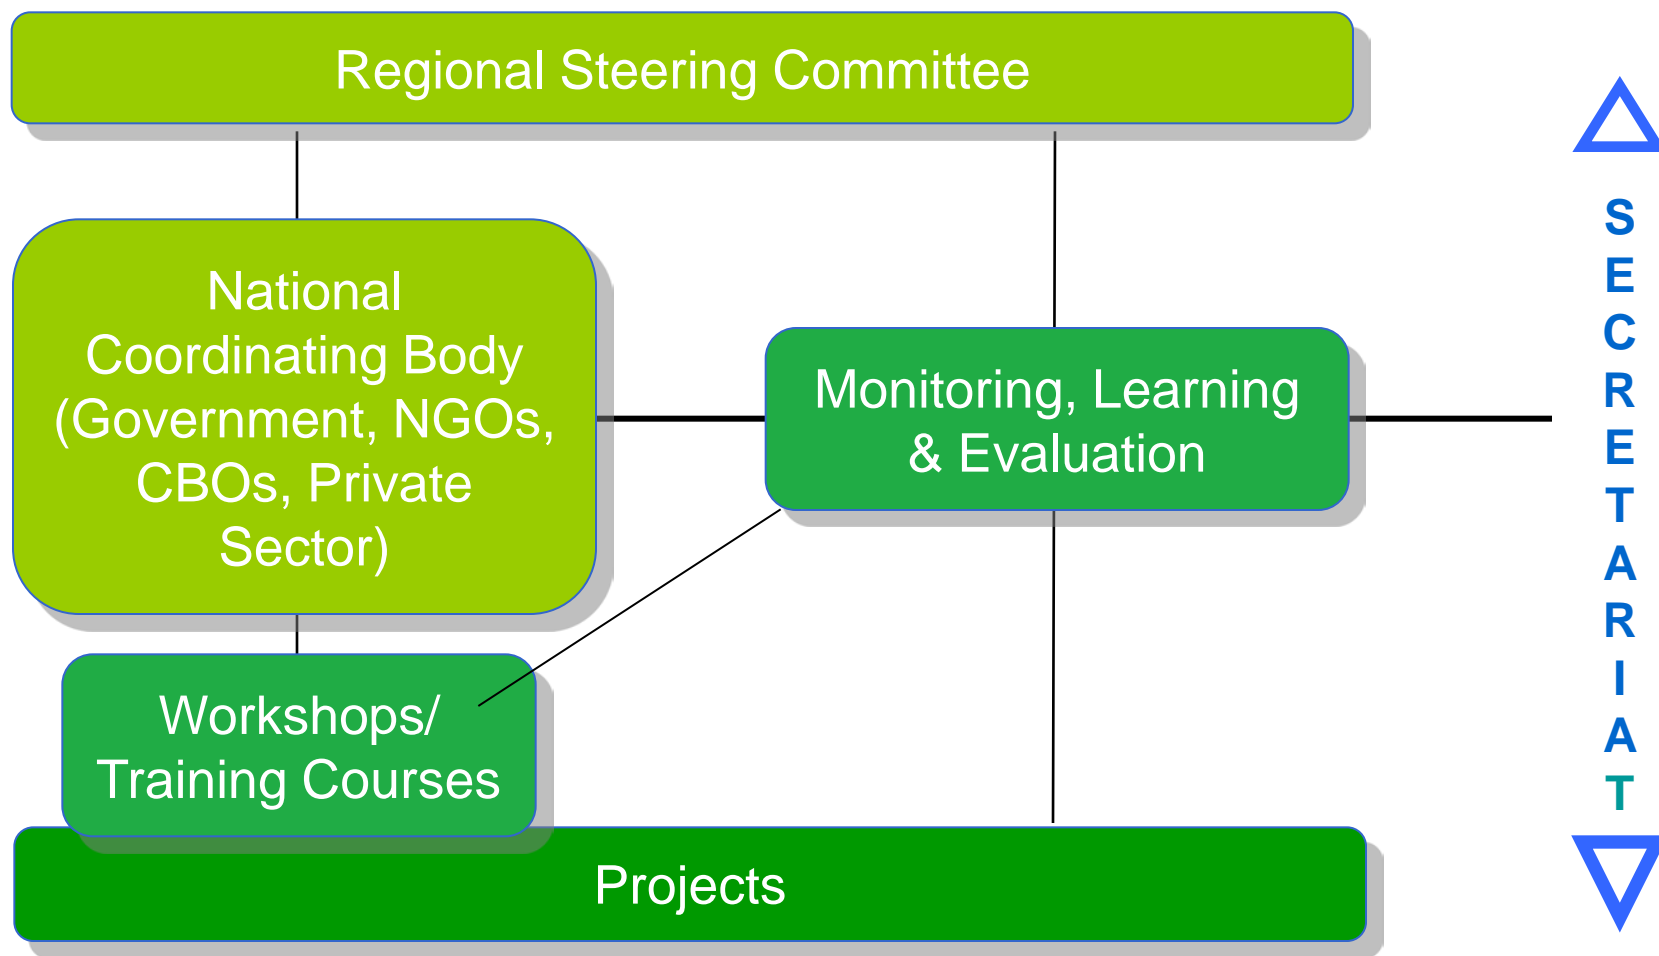 Regional Steering Committee
National
Coordinating Body
(Government, NGOs,
CBOs, Private
Sector)
Monitoring, Learning
& Evaluation
Workshops/
Training Courses
Projects
S
E
C
R
E
T
A
R
I
A
T